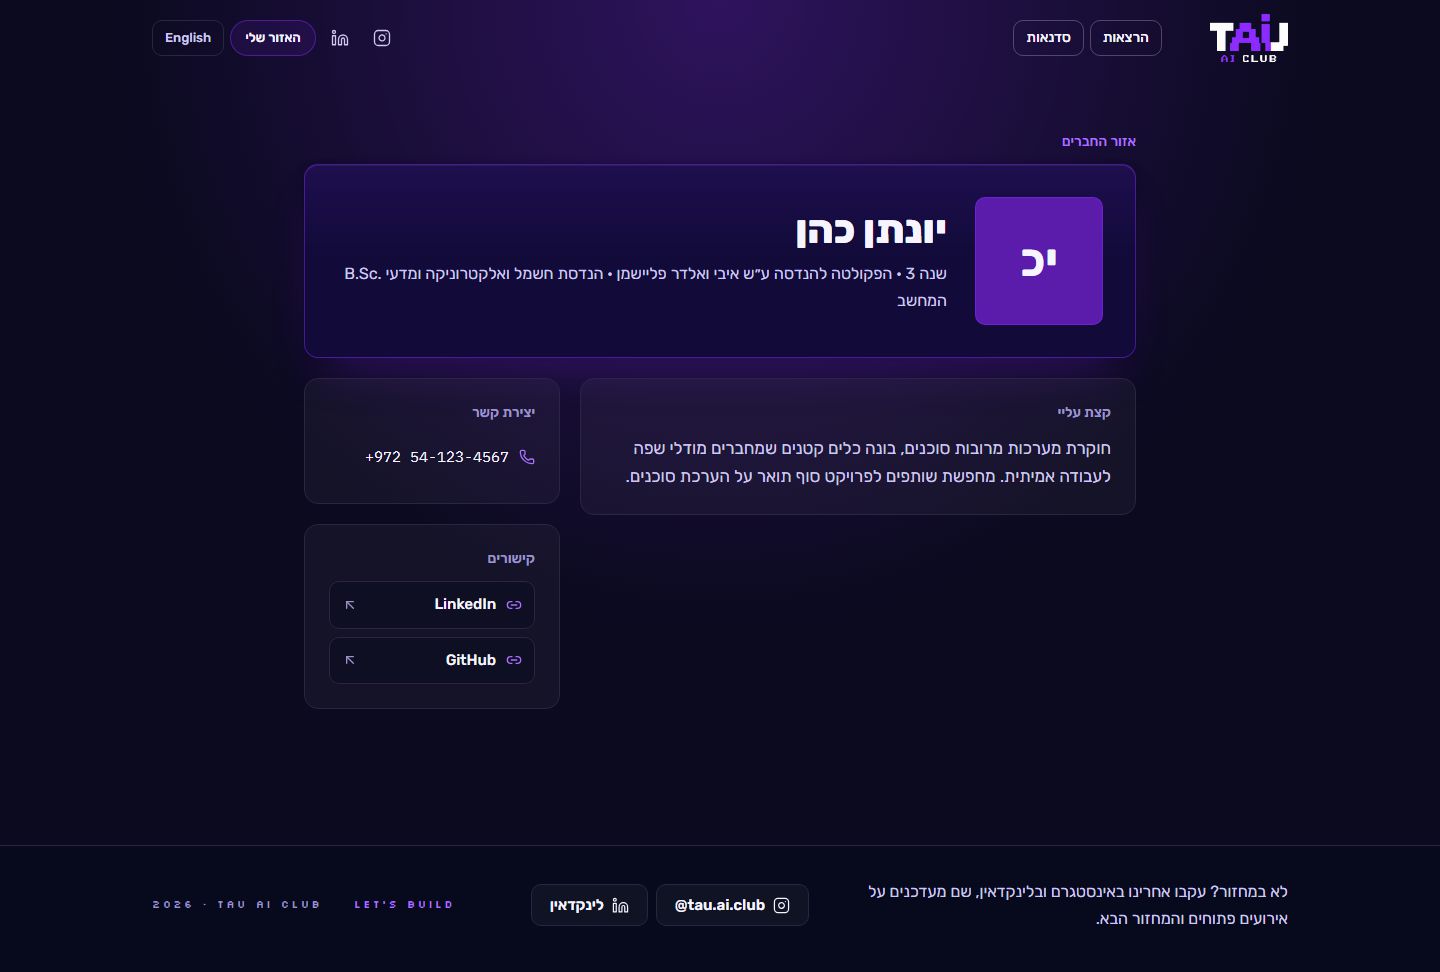 TAU
AI CLUB
הרצאות
סדנאות
האזור שלי
English
אזור החברים
יכ
יונתן כהן
שנה 3 • הפקולטה להנדסה ע״ש איבי ואלדר פליישמן • הנדסת חשמל ואלקטרוניקה ומדעי B.Sc.
המחשב
קצת עליי
חוקרת מערכות מרובות סוכנים, בונה כלים קטנים שמחברים מודלי שפה
לעבודה אמיתית. מחפשת שותפים לפרויקט סוף תואר על הערכת סוכנים.
יצירת קשר
+972 54-123-4567
קישורים
LinkedIn
GitHub
לא במחזור? עקבו אחרינו באינסטגרם ובלינקדאין, שם מעדכנים על
אירועים פתוחים והמחזור הבא.
@tau.ai.club
לינקדאין
LET'S BUILD
2026 · TAU AI CLUB